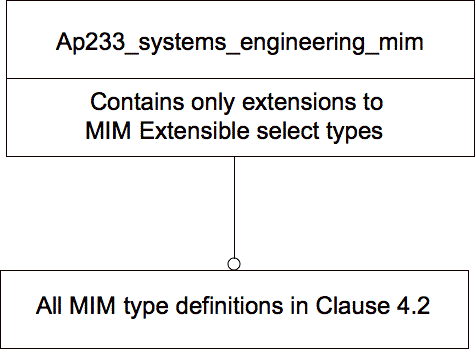 Ap233_systems_engineering_mim
Contains only extensions to
MIM Extensible select types
All MIM type definitions in Clause 4.2